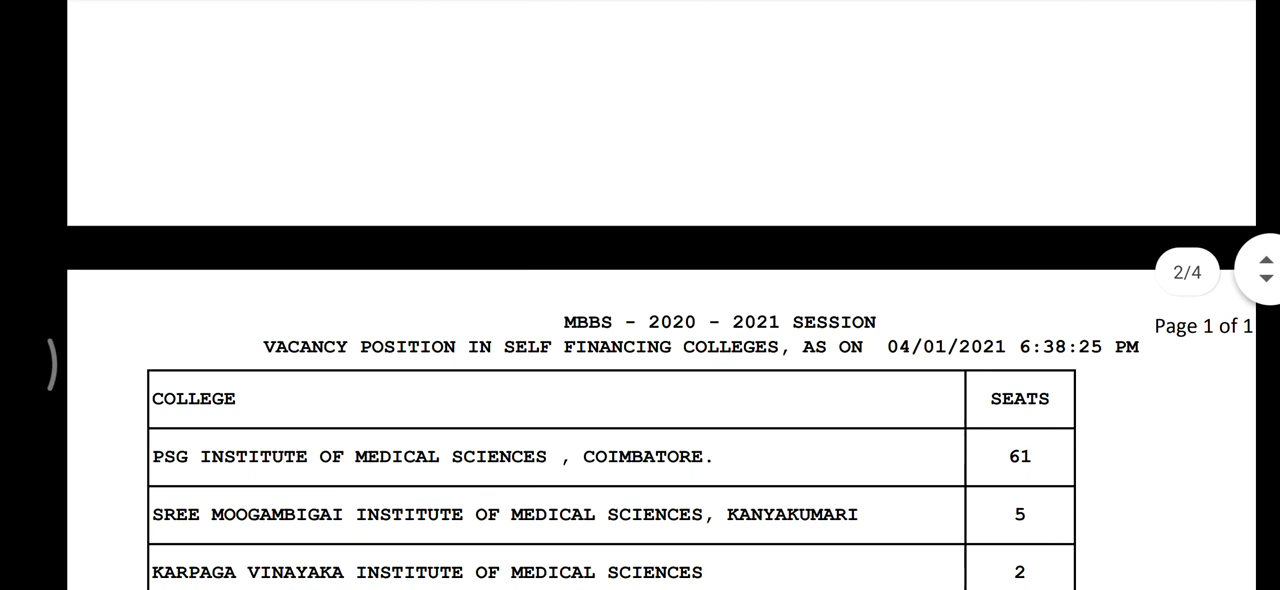 2/4
MBBS - 2020 - 2021 SESSION
Page 1 of 1
VACANCY POSITION IN SELF FINANCING COLLEGES, AS ON 04/01/2021 6:38:25 PM
COLLEGE SEATS
PSG INSTITUTE OF MEDICAL SCIENCES , COIMBATORE. 61
SREE MOOGAMBIGAI INSTITUTE OF MEDICAL SCIENCES, KANYAKUMARI 5
KARPAGA VINAYAKA INSTITUTE OF MEDICAL SCIENCES 2